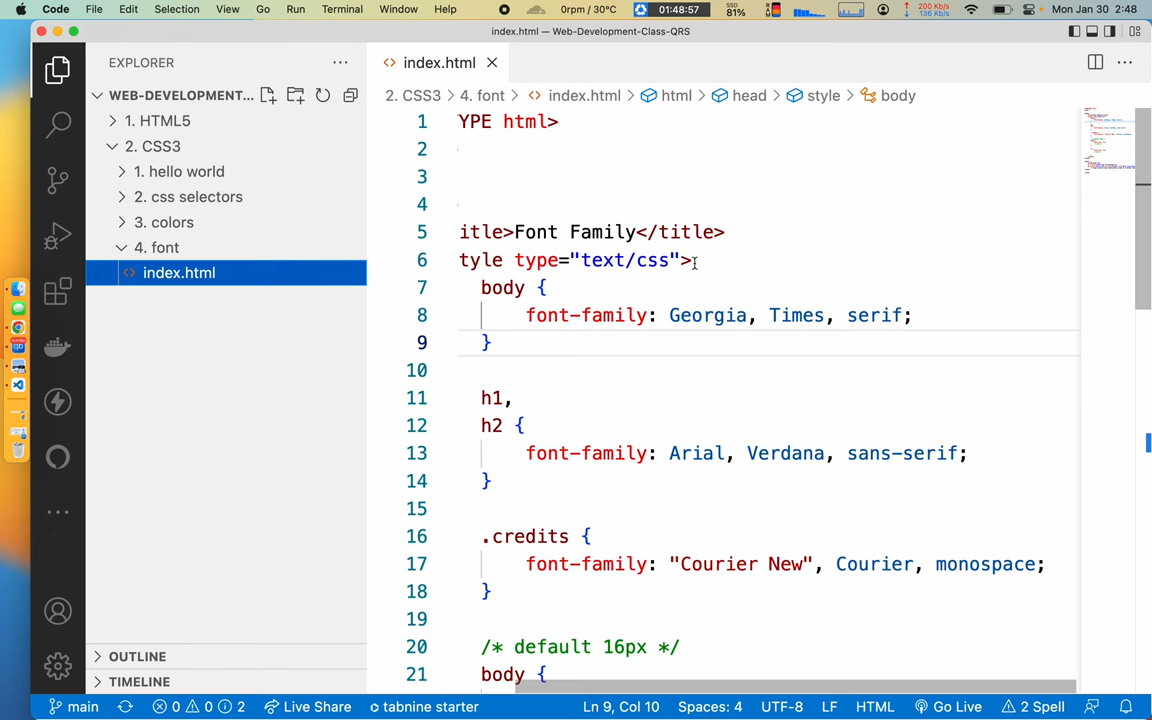 Code File Edit Selection View Go Run Terminal Window Help 0rpm / 30°C 01:48:57 SSD 81% 200 Kb/s 136 Kb/s Mon Jan 30 2:48
index.html — Web-Development-Class-QRS
EXPLORER
WEB-DEVELOPMENT...
1. HTML5
2. CSS3
1. hello world
2. css selectors
3. colors
4. font
index.html
OUTLINE
TIMELINE
index.html
2. CSS3 > 4. font > index.html > html > head > style > body
1 YPE html>
2
3
4
5 itle>Font Family</title>
6 tyle type="text/css">
7 body {
8 font-family: Georgia, Times, serif;
9 }
10
11 h1,
12 h2 {
13 font-family: Arial, Verdana, sans-serif;
14 }
15
16 .credits {
17 font-family: "Courier New", Courier, monospace;
18 }
19
20 /* default 16px */
21 body {
main 0 0 2 Live Share tabnine starter Ln 9, Col 10 Spaces: 4 UTF-8 LF HTML Go Live 2 Spell